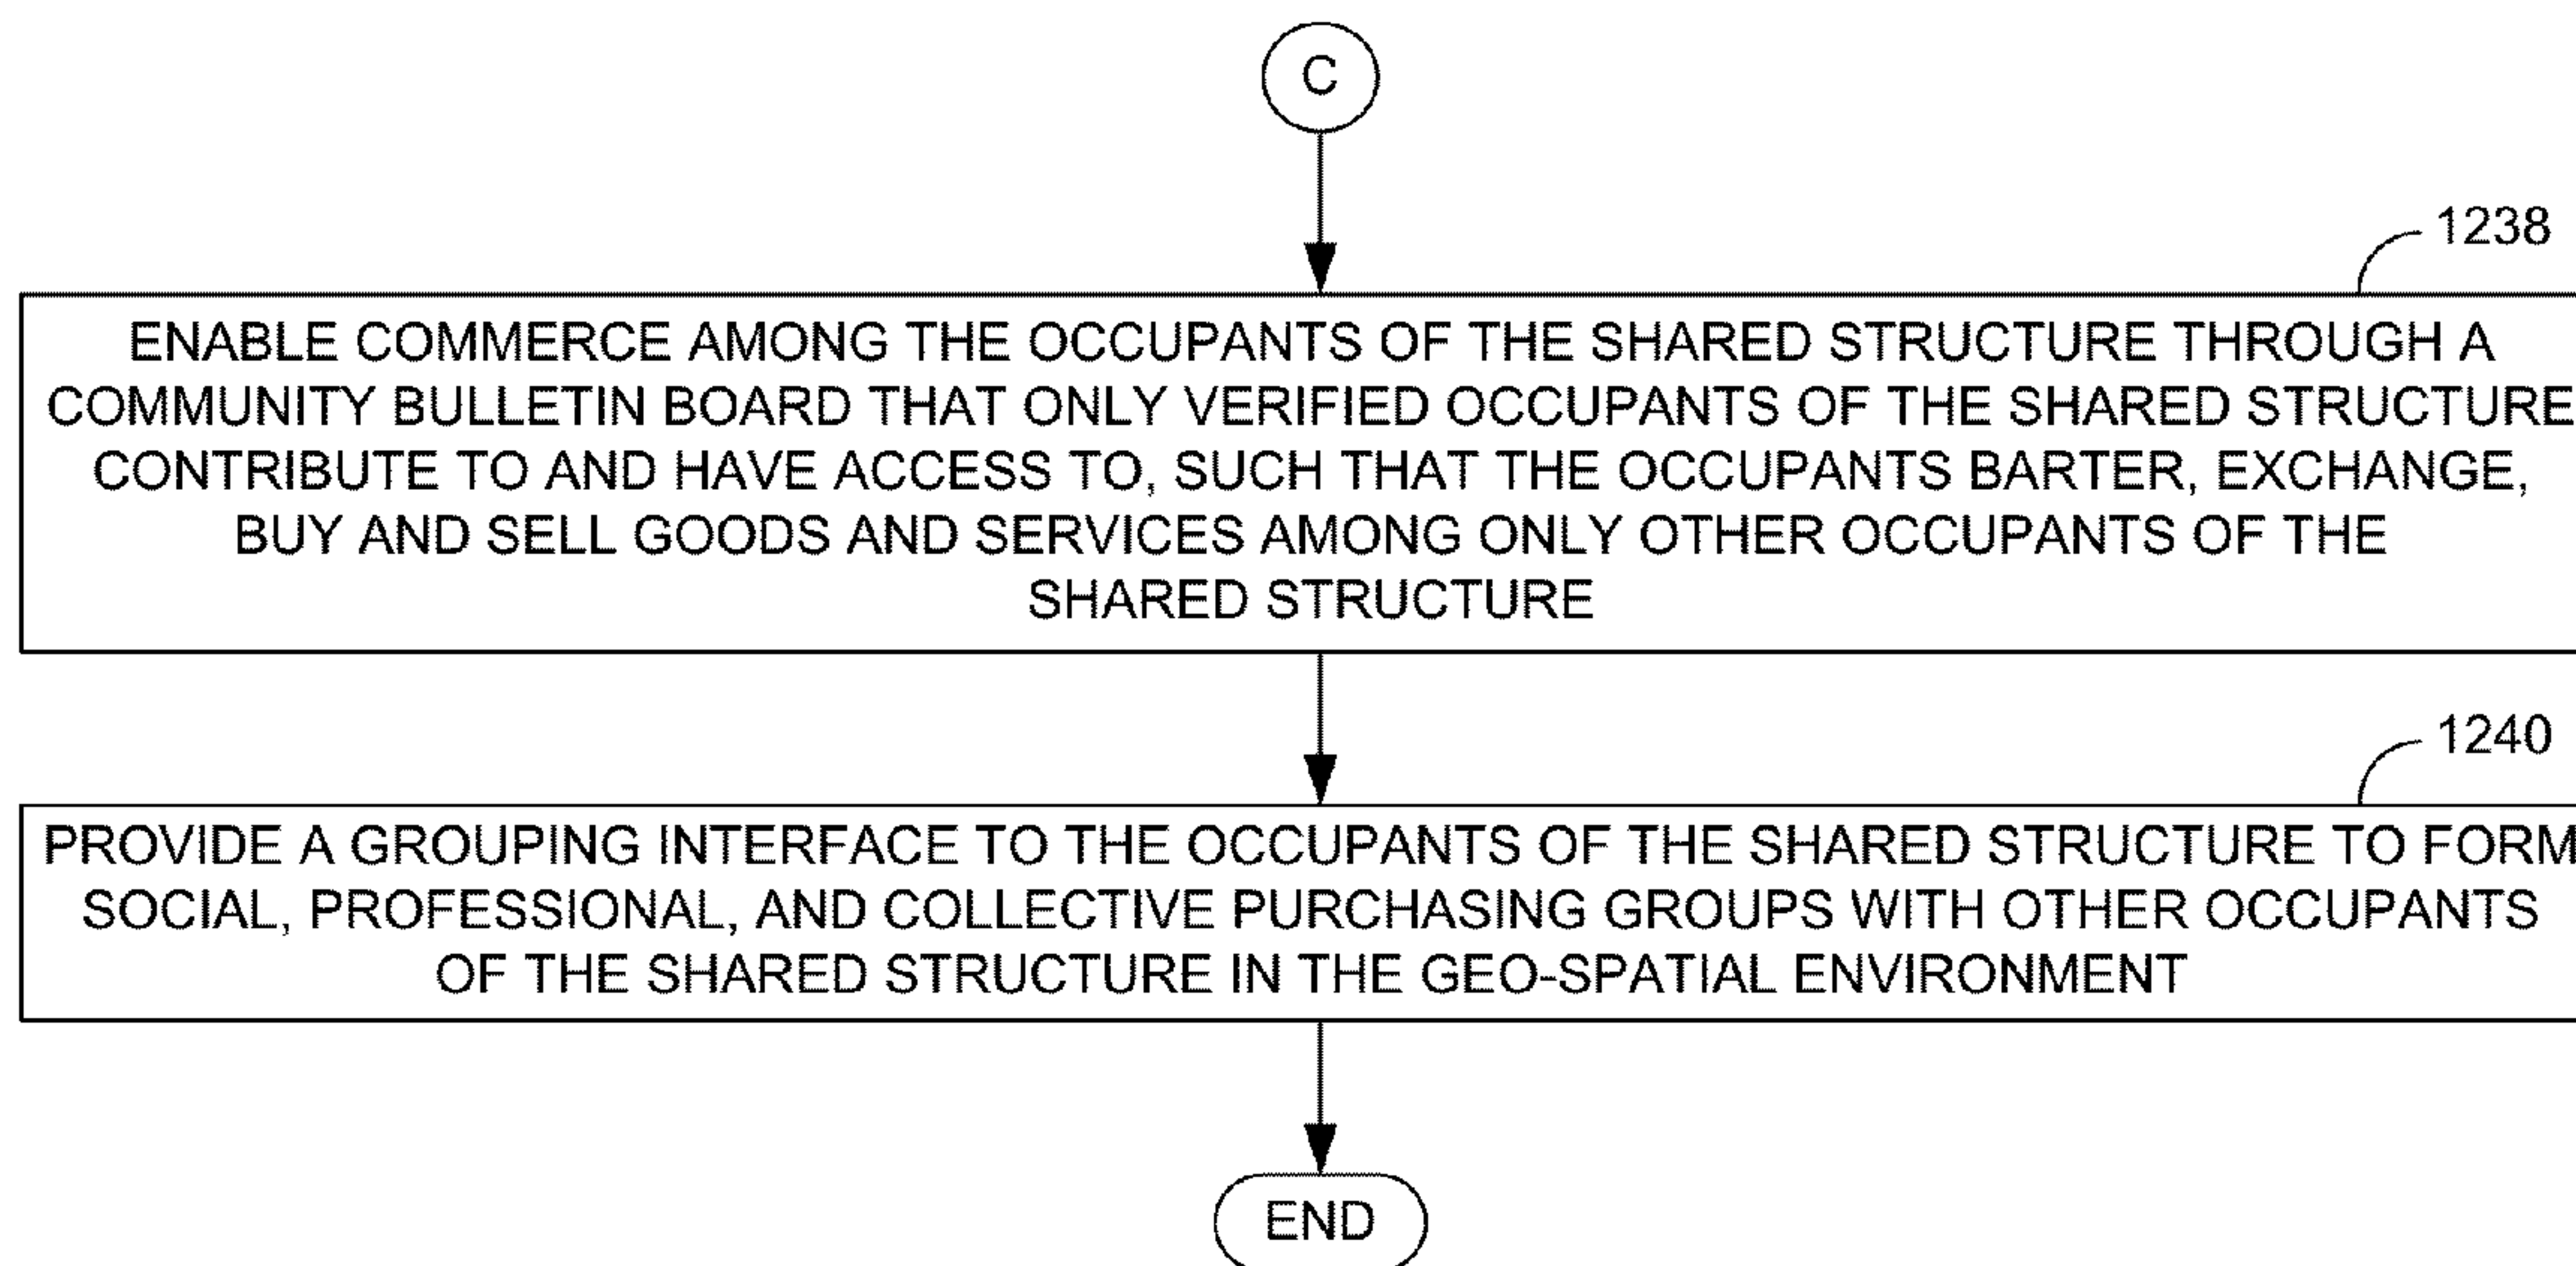 C
1238
ENABLE COMMERCE AMONG THE OCCUPANTS OF THE SHARED STRUCTURE THROUGH A
COMMUNITY BULLETIN BOARD THAT ONLY VERIFIED OCCUPANTS OF THE SHARED STRUCTURE
CONTRIBUTE TO AND HAVE ACCESS TO, SUCH THAT THE OCCUPANTS BARTER, EXCHANGE,
BUY AND SELL GOODS AND SERVICES AMONG ONLY OTHER OCCUPANTS OF THE
SHARED STRUCTURE
1240
PROVIDE A GROUPING INTERFACE TO THE OCCUPANTS OF THE SHARED STRUCTURE TO FORM
SOCIAL, PROFESSIONAL, AND COLLECTIVE PURCHASING GROUPS WITH OTHER OCCUPANTS
OF THE SHARED STRUCTURE IN THE GEO-SPATIAL ENVIRONMENT
END